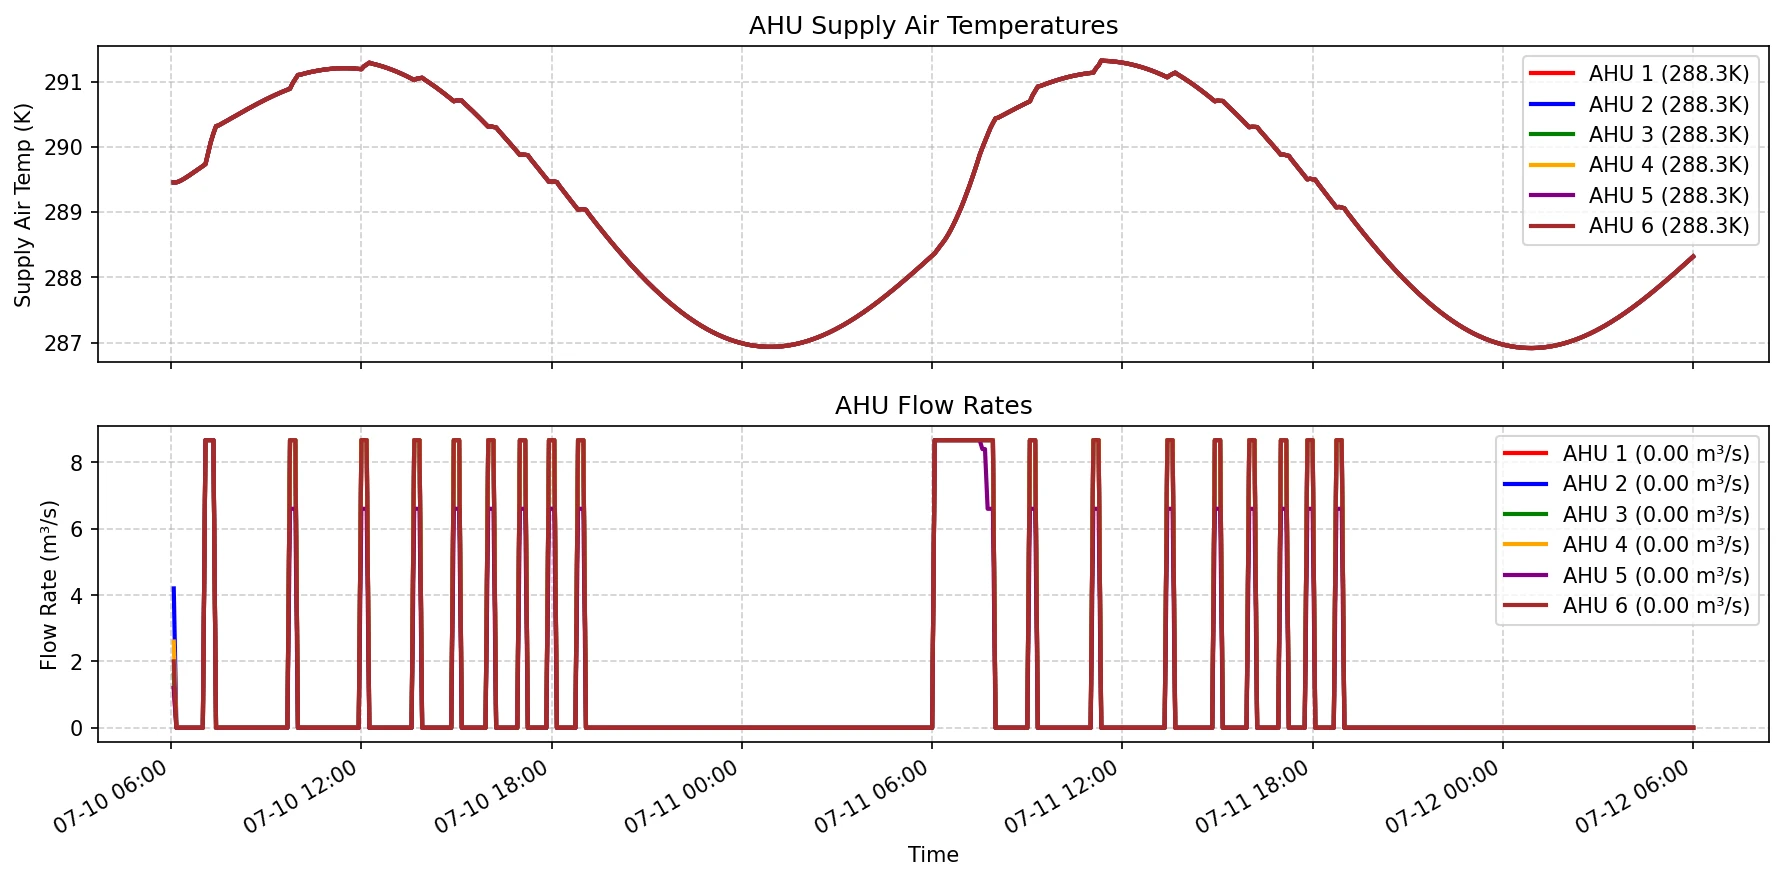 AHU Supply Air Temperatures
Supply Air Temp (K)
291
290
289
288
287
AHU 1 (288.3K)
AHU 2 (288.3K)
AHU 3 (288.3K)
AHU 4 (288.3K)
AHU 5 (288.3K)
AHU 6 (288.3K)
AHU Flow Rates
Flow Rate (m³/s)
8
6
4
2
0
AHU 1 (0.00 m³/s)
AHU 2 (0.00 m³/s)
AHU 3 (0.00 m³/s)
AHU 4 (0.00 m³/s)
AHU 5 (0.00 m³/s)
AHU 6 (0.00 m³/s)
07-10 06:00
07-10 12:00
07-10 18:00
07-11 00:00
07-11 06:00
07-11 12:00
07-11 18:00
07-12 00:00
07-12 06:00
Time